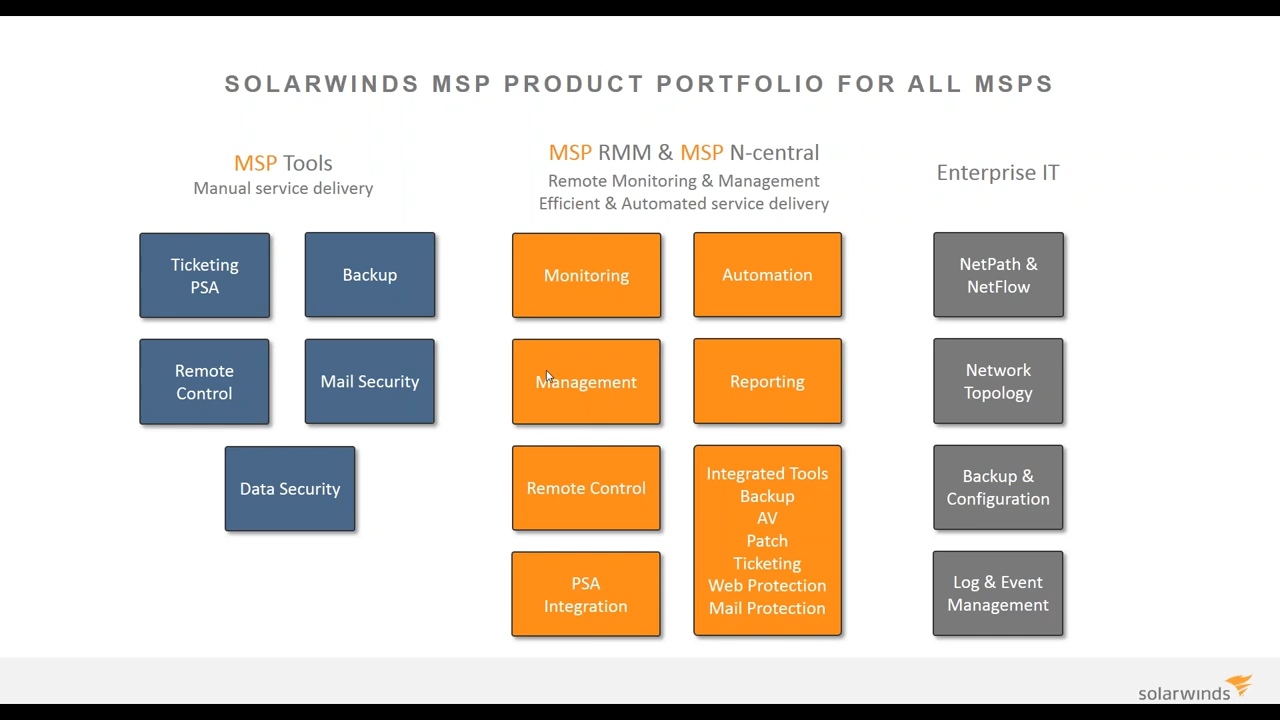 SOLARWINDS MSP PRODUCT PORTFOLIO FOR ALL MSPS
MSP Tools
Manual service delivery
Ticketing
PSA
Backup
Remote
Control
Mail Security
Data Security
MSP RMM & MSP N-central
Remote Monitoring & Management
Efficient & Automated service delivery
Monitoring
Automation
Management
Reporting
Remote Control
Integrated Tools
Backup
AV
Patch
Ticketing
Web Protection
Mail Protection
PSA
Integration
Enterprise IT
NetPath &
NetFlow
Network
Topology
Backup &
Configuration
Log & Event
Management
solarwinds